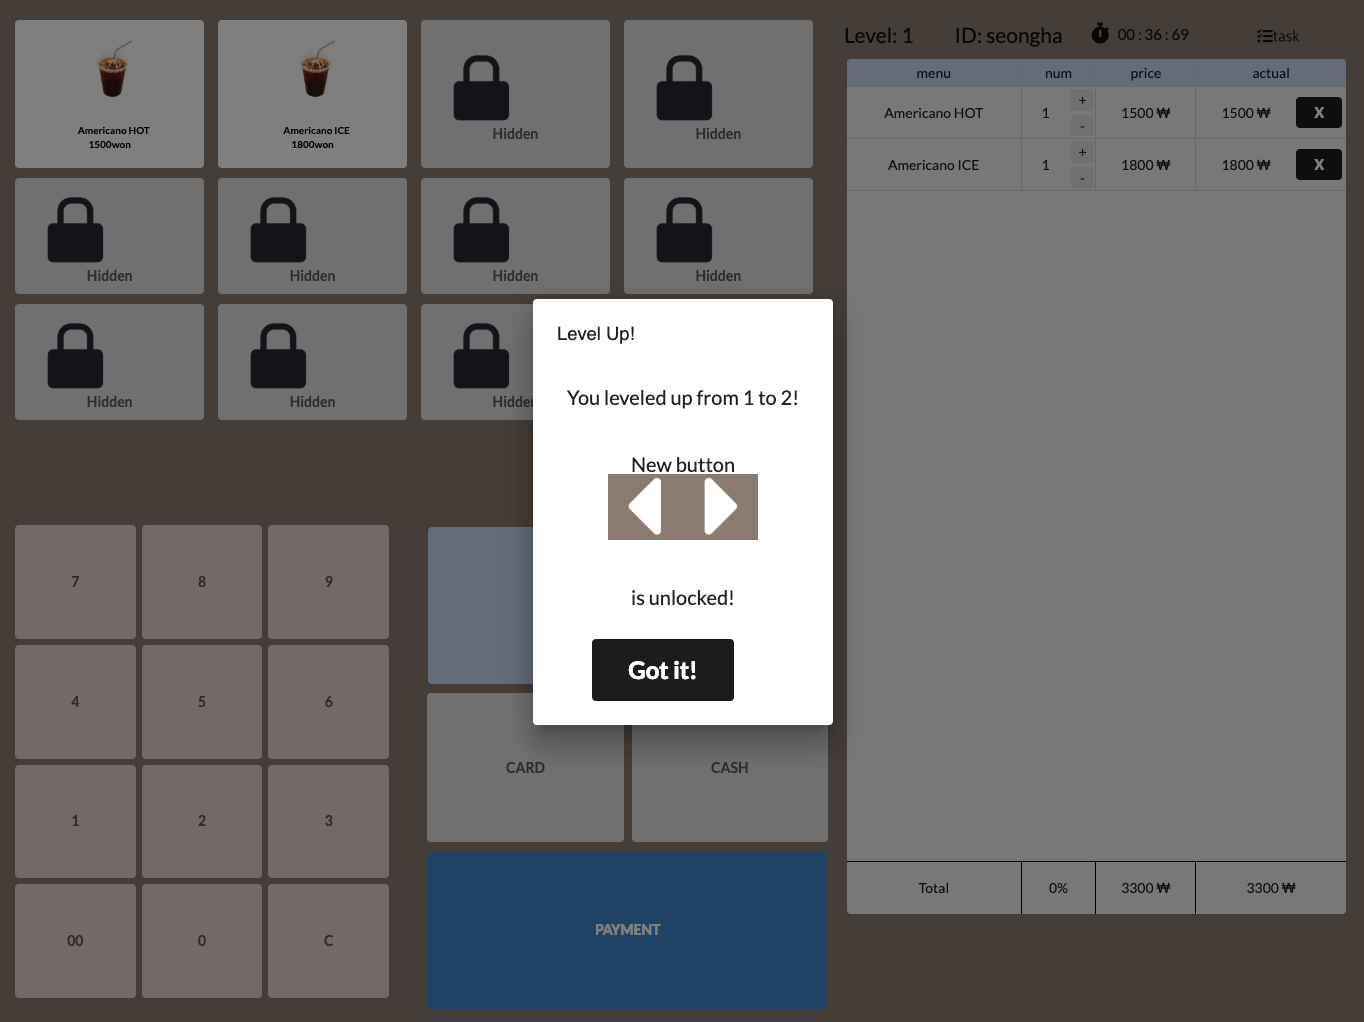 Americano HOT
1500won
Americano ICE
1800won
Hidden
Hidden
Hidden
Hidden
Hidden
Hidden
Hidden
Hidden
Level: 1
ID: seongha
00 : 36 : 69
task
menu num price actual
Americano HOT 1 + - 1500 ₩ 1500 ₩ X
Americano ICE 1 + - 1800 ₩ 1800 ₩ X
Total 0% 3300 ₩ 3300 ₩
Level Up!
You leveled up from 1 to 2!
New button
is unlocked!
Got it!
7 8 9
4 5 6
1 2 3
00 0 C
CARD
CASH
PAYMENT